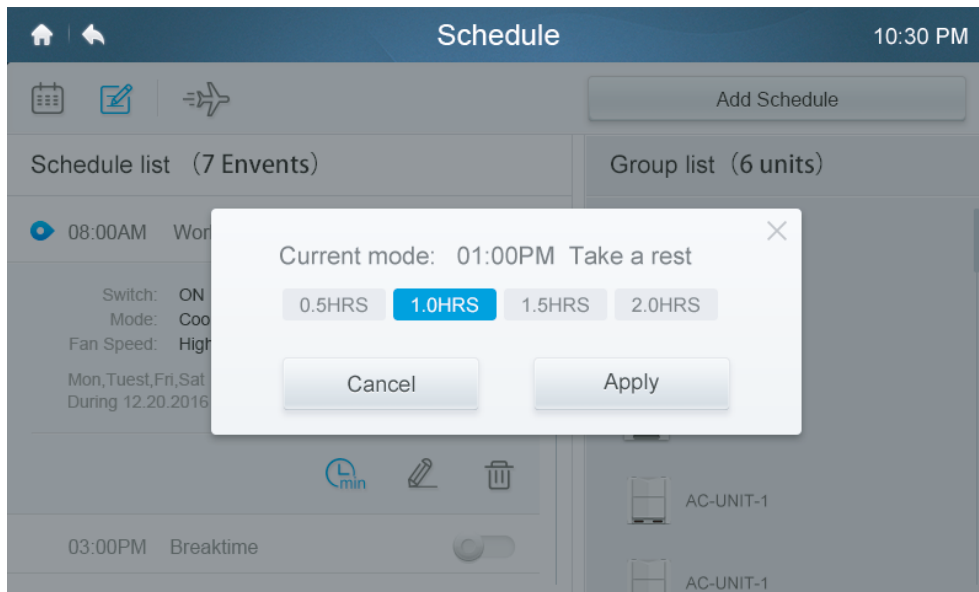 Schedule
10:30 PM
Add Schedule
Schedule list （7 Envents）
Group list （6 units）
08:00AM
Current mode: 01:00PM Take a rest
0.5HRS 1.0HRS 1.5HRS 2.0HRS
Cancel Apply
Switch: ON
Mode:
Fan Speed: High
Mon,Tuest,Fri,Sat
During 12.20.2016
min
AC-UNIT-1
03:00PM Breaktime
AC-UNIT-1